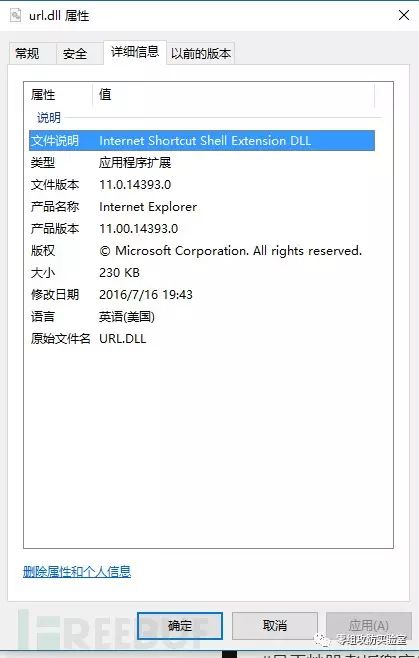 url.dll 属性
常规 安全 详细信息 以前的版本
属性 值
说明
文件说明 Internet Shortcut Shell Extension DLL
类型 应用程序扩展
文件版本 11.0.14393.0
产品名称 Internet Explorer
产品版本 11.00.14393.0
版权 © Microsoft Corporation. All rights reserved.
大小 230 KB
修改日期 2016/7/16 19:43
语言 英语(美国)
原始文件名 URL.DLL
删除属性和个人信息
确定 取消 应用(A)
FREEBUF
零组攻防实验室